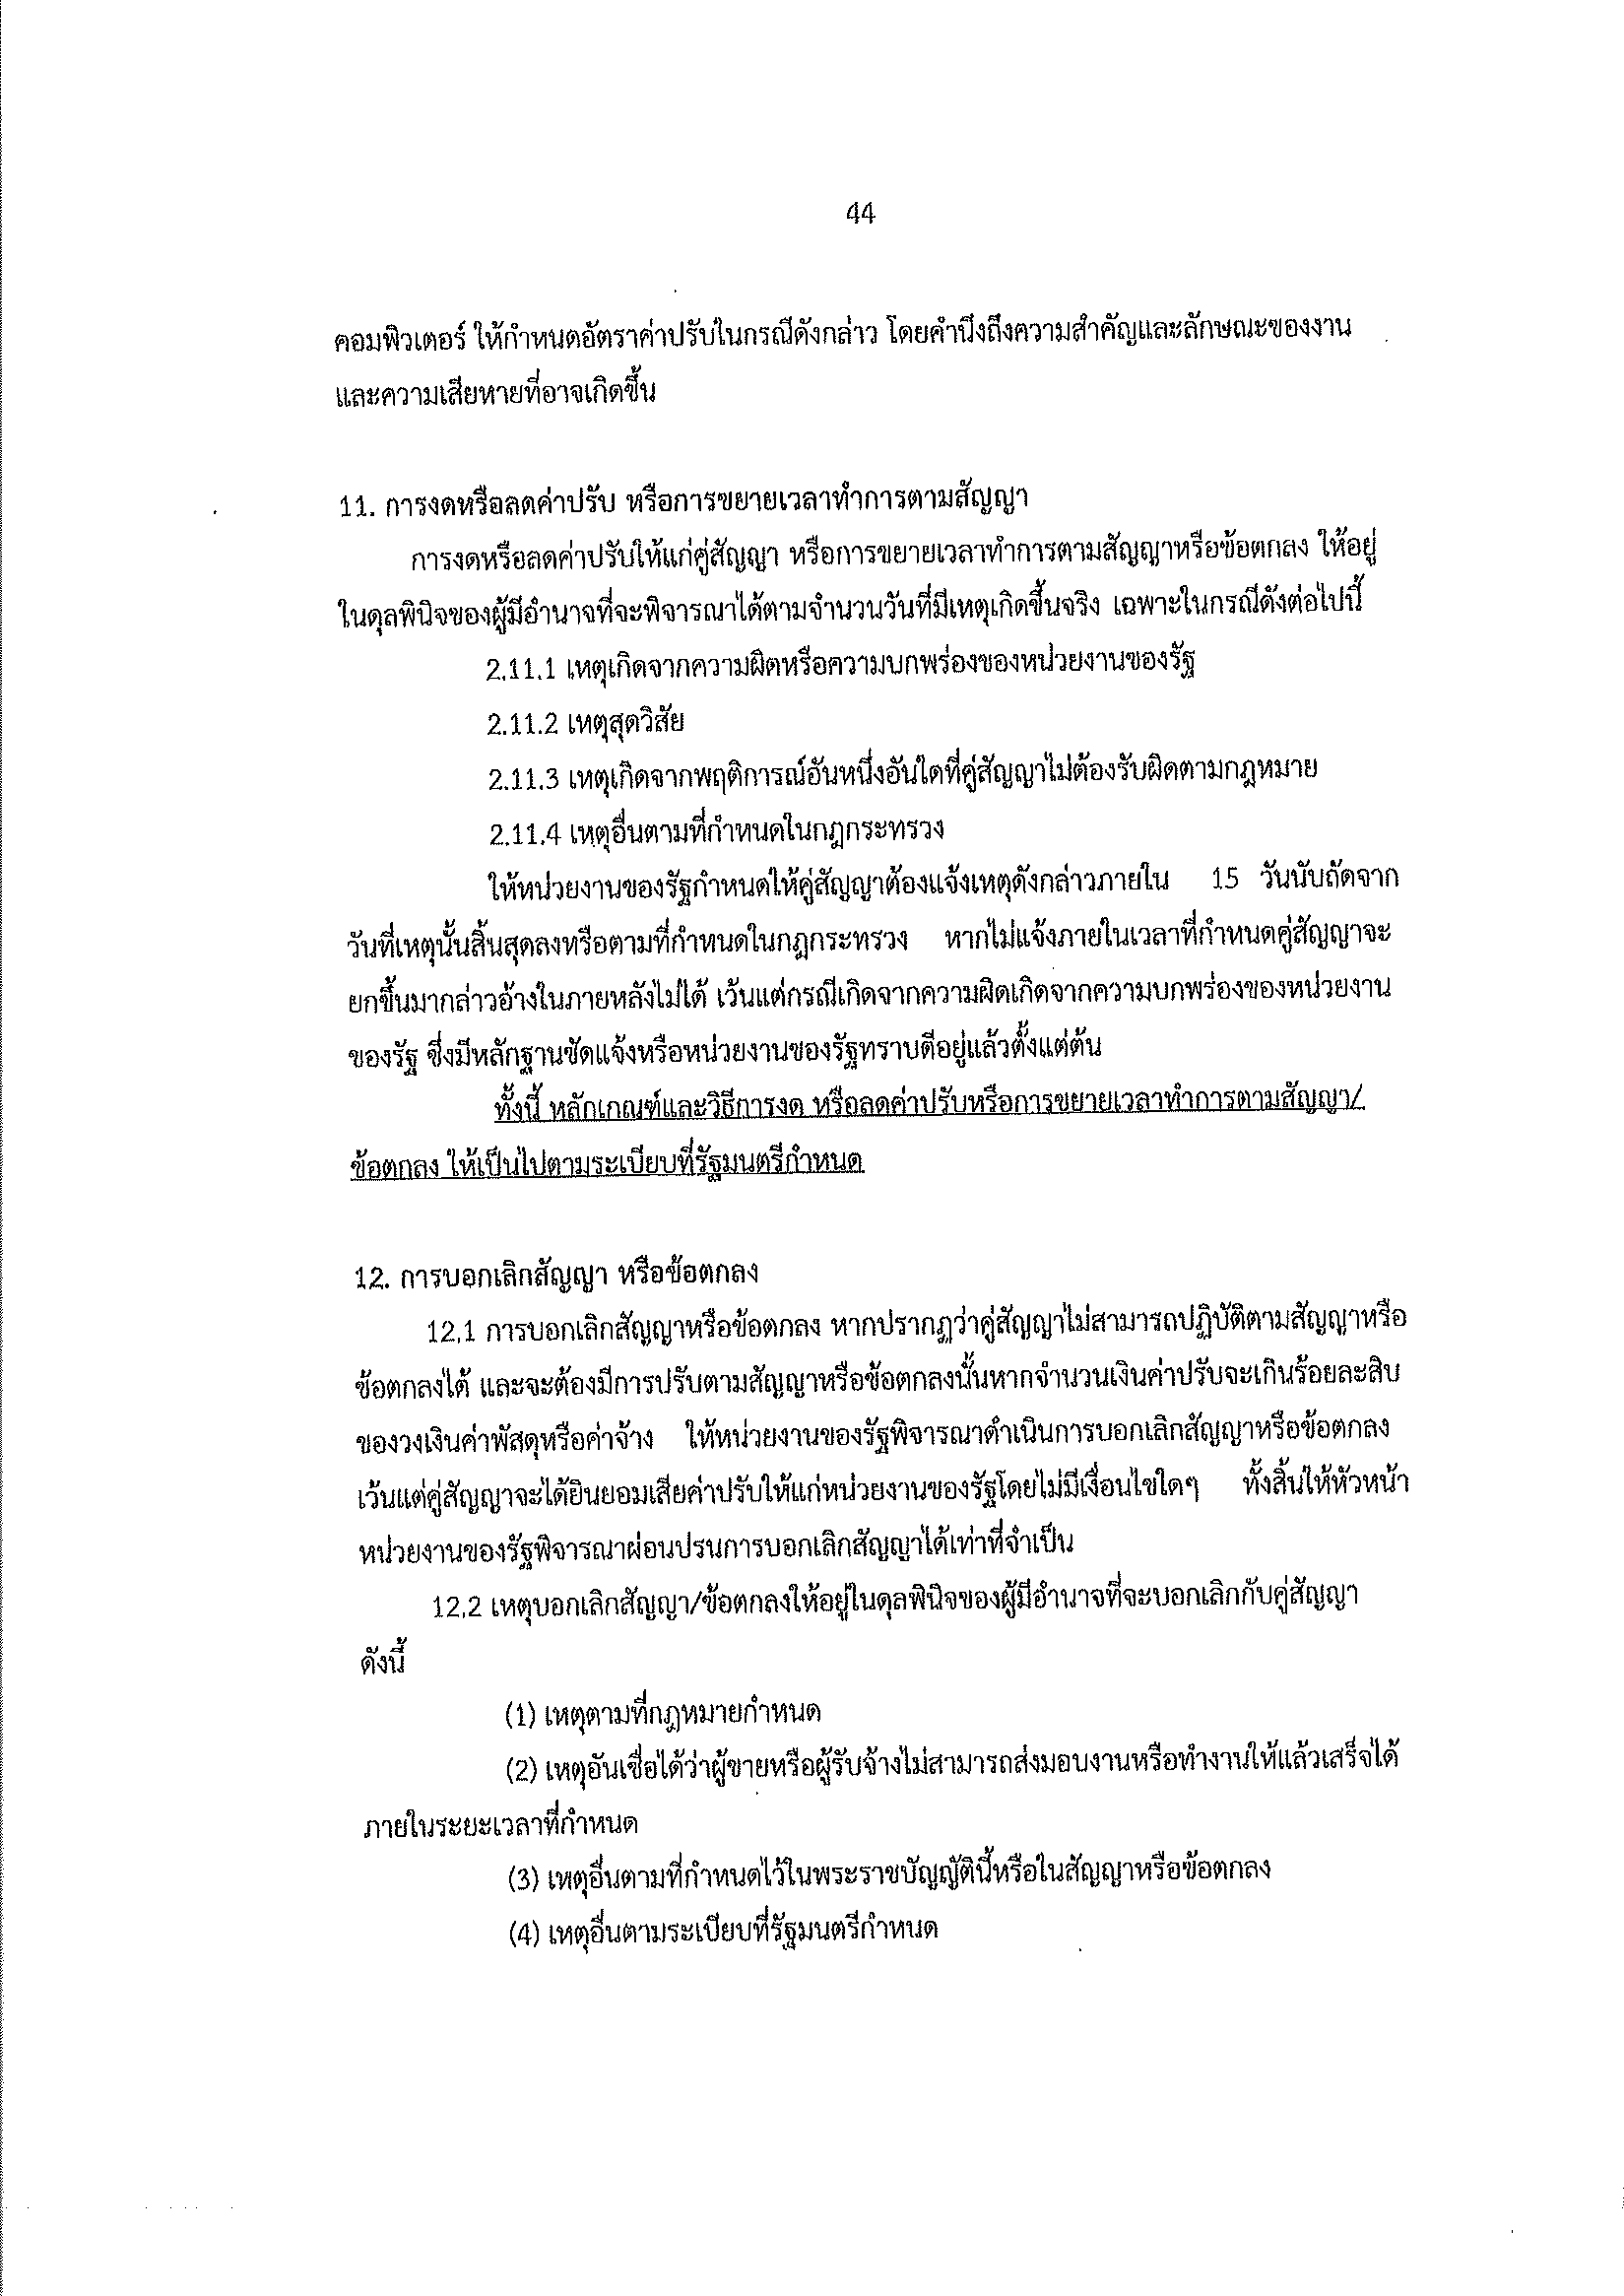 44
คอมพิวเตอร์ ให้กำหนดอัตราค่าปรับในกรณีดังกล่าว โดยคำนึงถึงความสำคัญและลักษณะของงาน
และความเสียหายที่อาจเกิดขึ้น
11. การงดหรือลดค่าปรับ หรือการขยายเวลาทำการตามสัญญา
การงดหรือลดค่าปรับให้แก่คู่สัญญา หรือการขยายเวลาทำการตามสัญญาหรือข้อตกลง ให้อยู่
ในดุลพินิจของผู้มีอำนาจที่จะพิจารณาได้ตามจำนวนวันที่มีเหตุเกิดขึ้นจริง เฉพาะในกรณีดังต่อไปนี้
2.11.1 เหตุเกิดจากความผิดหรือความบกพร่องของหน่วยงานของรัฐ
2.11.2 เหตุสุดวิสัย
2.11.3 เหตุเกิดจากพฤติการณ์อันหนึ่งอันใดที่คู่สัญญาไม่ต้องรับผิดตามกฎหมาย
2.11.4 เหตุอื่นตามที่กำหนดในกฎกระทรวง
ให้หน่วยงานของรัฐกำหนดให้คู่สัญญาต้องแจ้งเหตุดังกล่าวภายใน 15 วันนับถัดจาก
วันที่เหตุนั้นสิ้นสุดลงหรือตามที่กำหนดในกฎกระทรวง หากไม่แจ้งภายในเวลาที่กำหนดคู่สัญญาจะ
ยกขึ้นมากล่าวอ้างในภายหลังไม่ได้ เว้นแต่กรณีเกิดจากความผิดเกิดจากความบกพร่องของหน่วยงาน
ของรัฐ ซึ่งมีหลักฐานชัดแจ้งหรือหน่วยงานของรัฐทราบดีอยู่แล้วตั้งแต่ต้น
ทั้งนี้ หลักเกณฑ์และวิธีการงด หรือลดค่าปรับหรือการขยายเวลาทำการตามสัญญา/
ข้อตกลง ให้เป็นไปตามระเบียบที่รัฐมนตรีกำหนด
12. การบอกเลิกสัญญา หรือข้อตกลง
12.1 การบอกเลิกสัญญาหรือข้อตกลง หากปรากฏว่าคู่สัญญาไม่สามารถปฏิบัติตามสัญญาหรือ
ข้อตกลงได้ และจะต้องมีการปรับตามสัญญาหรือข้อตกลงนั้นหากจำนวนเงินค่าปรับจะเกินร้อยละสิบ
ของวงเงินค่าพัสดุหรือค่าจ้าง ให้หน่วยงานของรัฐพิจารณาดำเนินการบอกเลิกสัญญาหรือข้อตกลง
เว้นแต่คู่สัญญาจะได้ยินยอมเสียค่าปรับให้แก่หน่วยงานของรัฐโดยไม่มีเงื่อนไขใดๆ ทั้งสิ้นให้หัวหน้า
หน่วยงานของรัฐพิจารณาผ่อนปรนการบอกเลิกสัญญาได้เท่าที่จำเป็น
12.2 เหตุบอกเลิกสัญญา/ข้อตกลงให้อยู่ในดุลพินิจของผู้มีอำนาจที่จะบอกเลิกกับคู่สัญญา
ดังนี้
(1) เหตุตามที่กฎหมายกำหนด
(2) เหตุอันเชื่อได้ว่าผู้ขายหรือผู้รับจ้างไม่สามารถส่งมอบงานหรือทำงานให้แล้วเสร็จได้
ภายในระยะเวลาที่กำหนด
(3) เหตุอื่นตามที่กำหนดไว้ในพระราชบัญญัตินี้หรือในสัญญาหรือข้อตกลง
(4) เหตุอื่นตามระเบียบที่รัฐมนตรีกำหนด